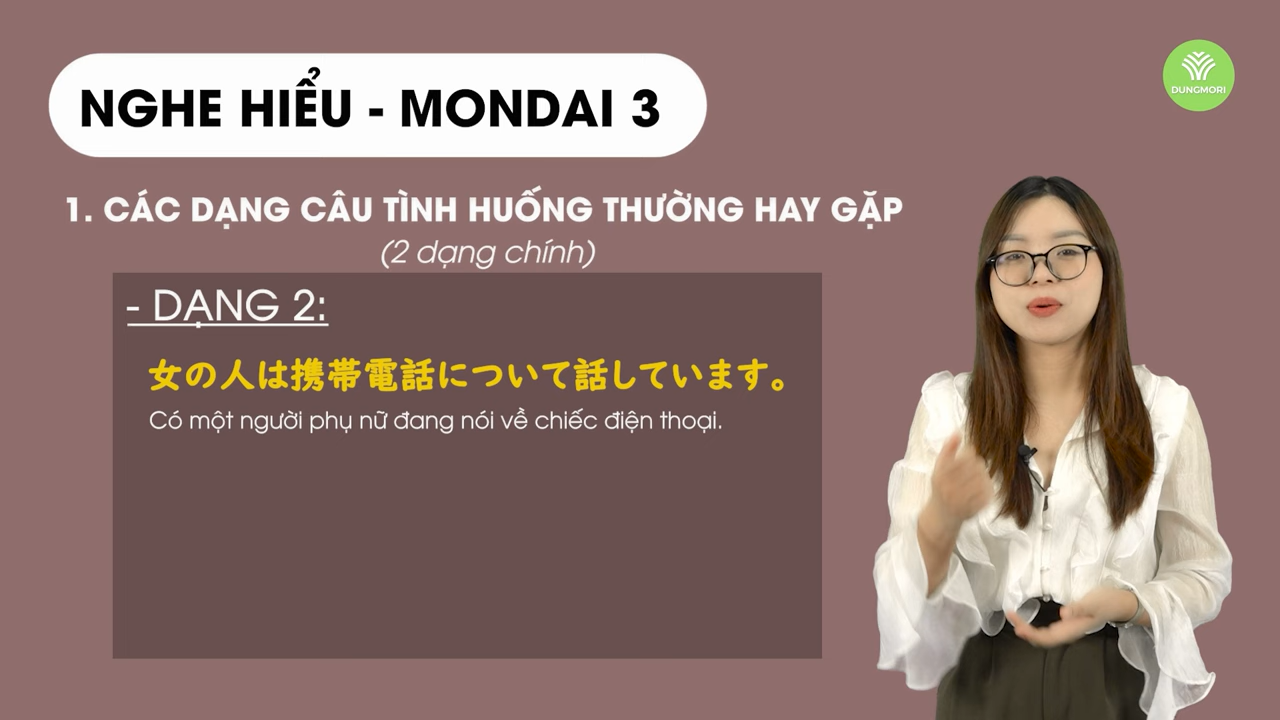 NGHE HIỂU - MONDAI 3
DUNGMORI
1. CÁC DẠNG CÂU TÌNH HUỐNG THƯỜNG HAY GẶP
(2 dạng chính)
- DẠNG 2:
女の人は携帯電話について話しています。
Có một người phụ nữ đang nói về chiếc điện thoại.